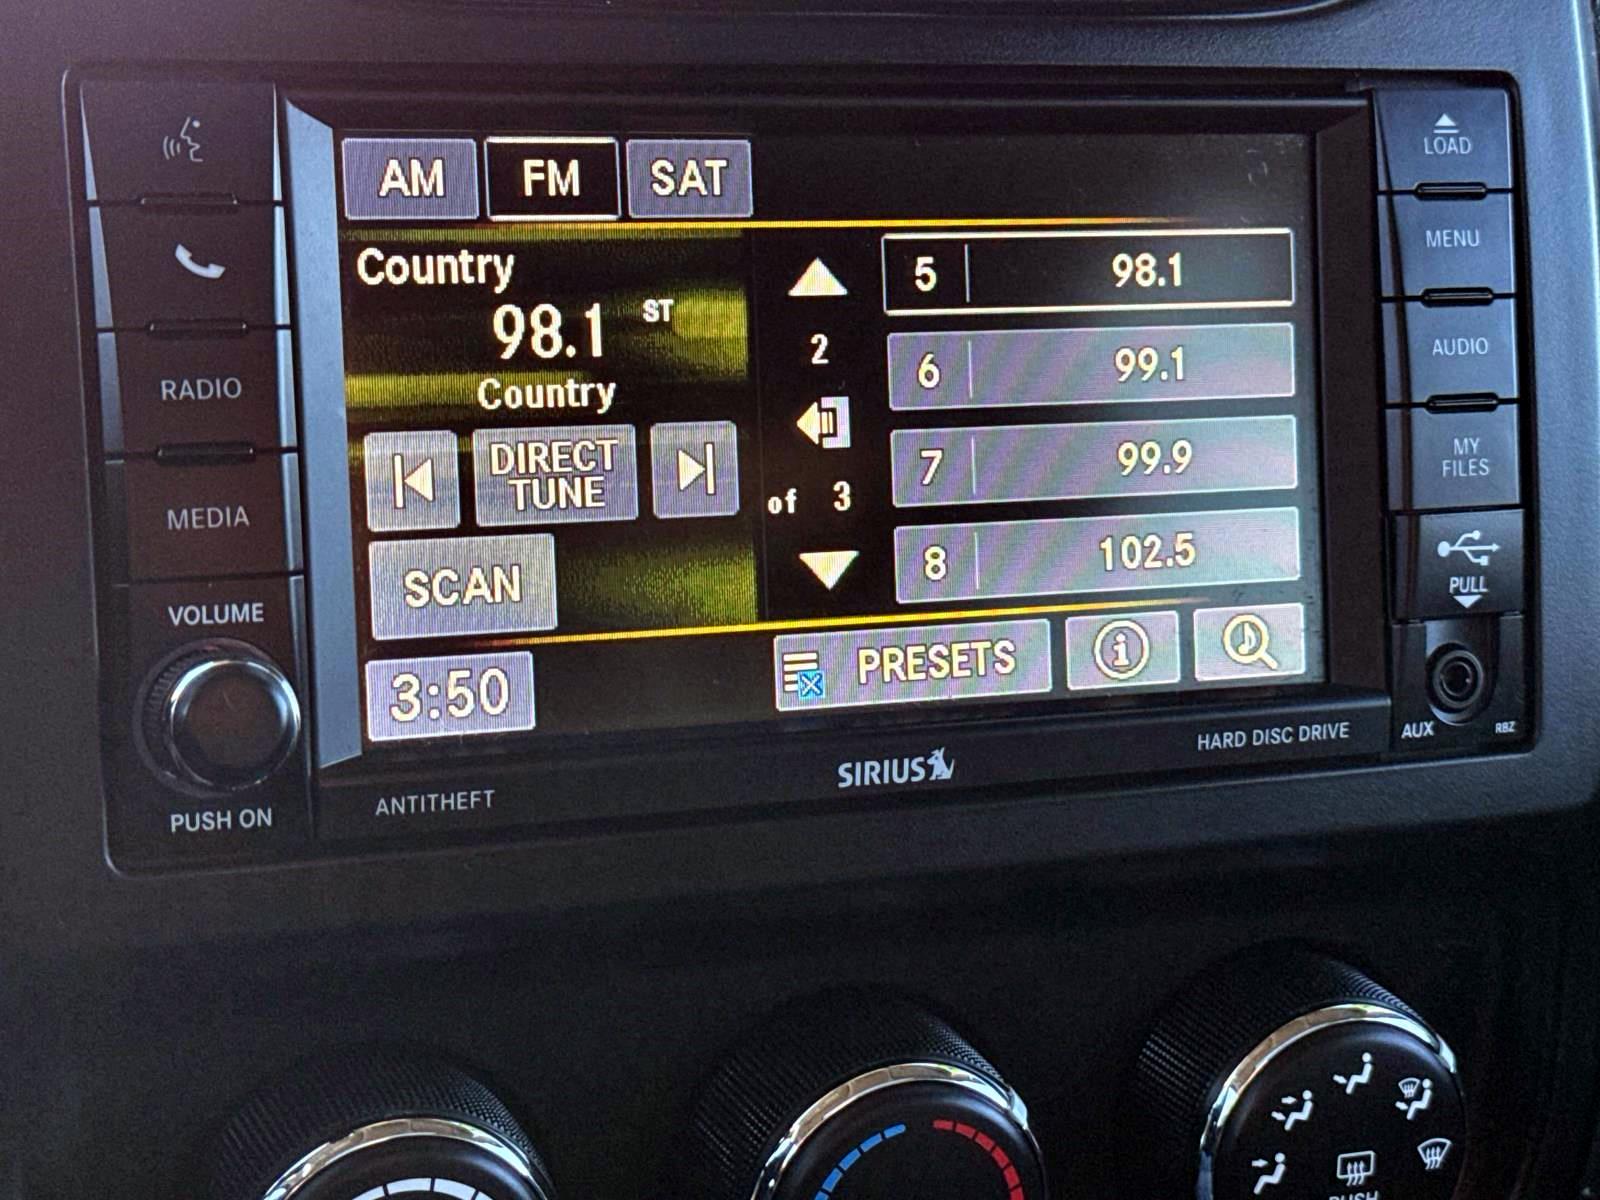 AM FM SAT
Country
98.1 ST
Country
DIRECT
TUNE
SCAN
3:50
2
of 3
5 98.1
6 99.1
7 99.9
8 102.5
PRESETS
i
RADIO
MEDIA
VOLUME
PUSH ON
ANTITHEFT
SIRIUS
HARD DISC DRIVE
LOAD
MENU
AUDIO
MY
FILES
PULL
AUX RBZ
PUSH